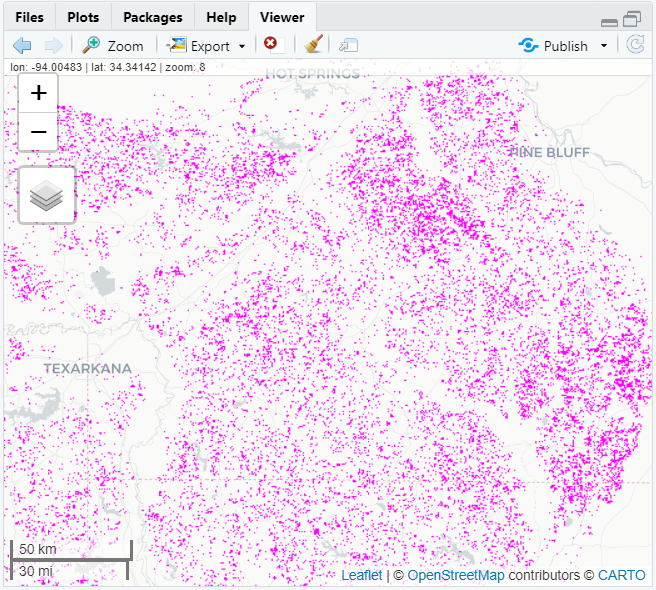 Files Plots Packages Help Viewer
Zoom Export Publish
lon: -94.00483 | lat: 34.34142 | zoom: 8
HOT SPRINGS
+
PINE BLUFF
−
TEXARKANA
50 km
30 mi
Leaflet | © OpenStreetMap contributors © CARTO